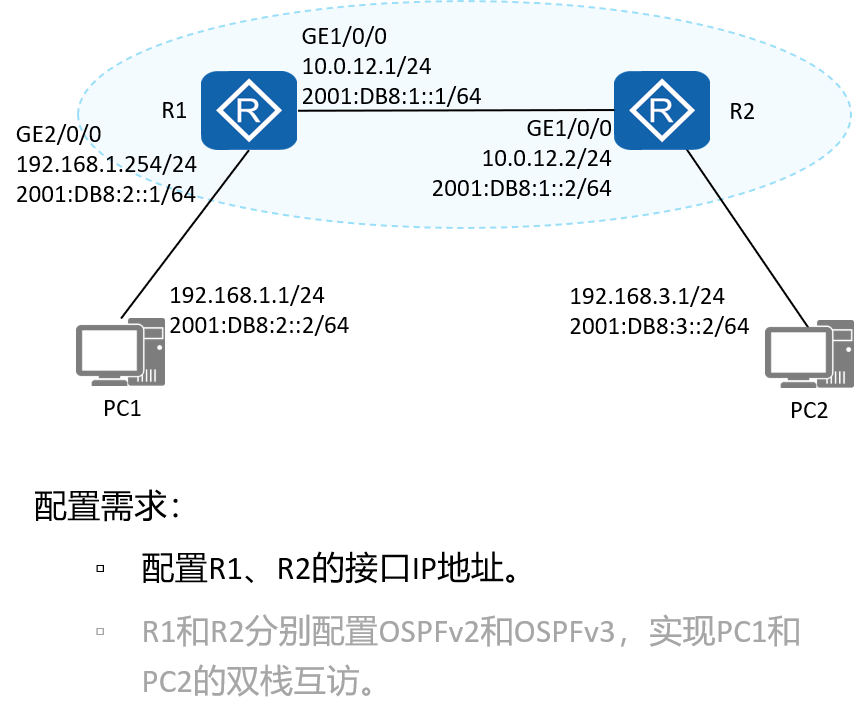 GE1/0/0
10.0.12.1/24
2001:DB8:1::1/64
R1
R
R
R2
GE2/0/0
192.168.1.254/24
2001:DB8:2::1/64
GE1/0/0
10.0.12.2/24
2001:DB8:1::2/64
192.168.1.1/24
2001:DB8:2::2/64
192.168.3.1/24
2001:DB8:3::2/64
PC1
PC2
配置需求：
▫ 配置R1、R2的接口IP地址。
▫ R1和R2分别配置OSPFv2和OSPFv3，实现PC1和
PC2的双栈互访。